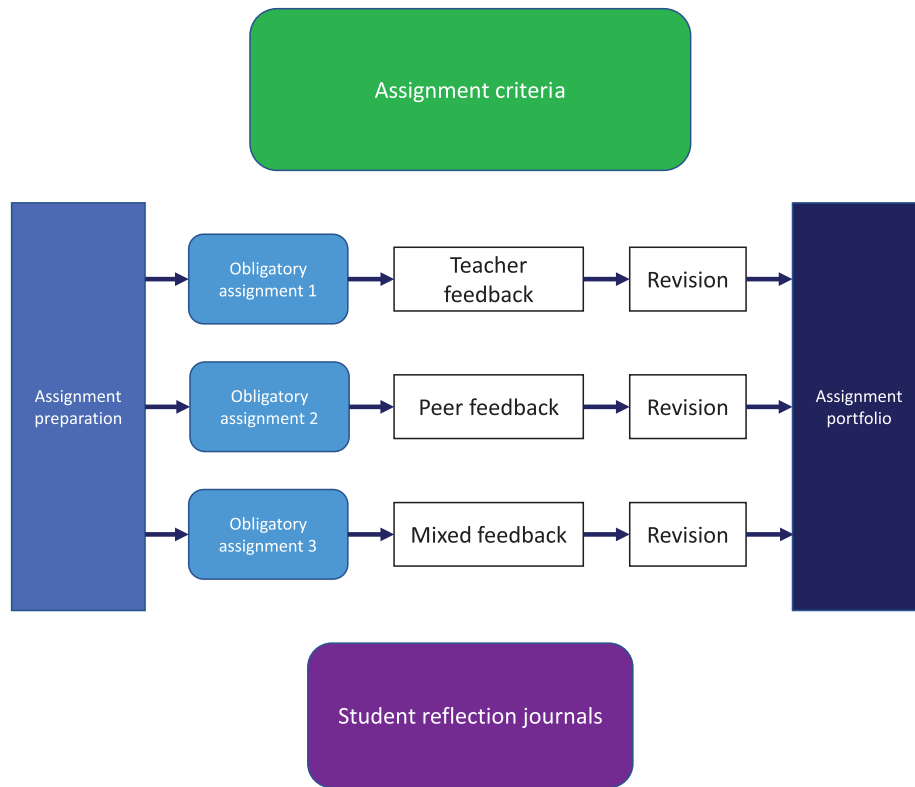 Assignment criteria
Assignment
preparation
Obligatory
assignment 1
Teacher
feedback
Revision
Obligatory
assignment 2
Peer feedback
Revision
Obligatory
assignment 3
Mixed feedback
Revision
Assignment
portfolio
Student reflection journals